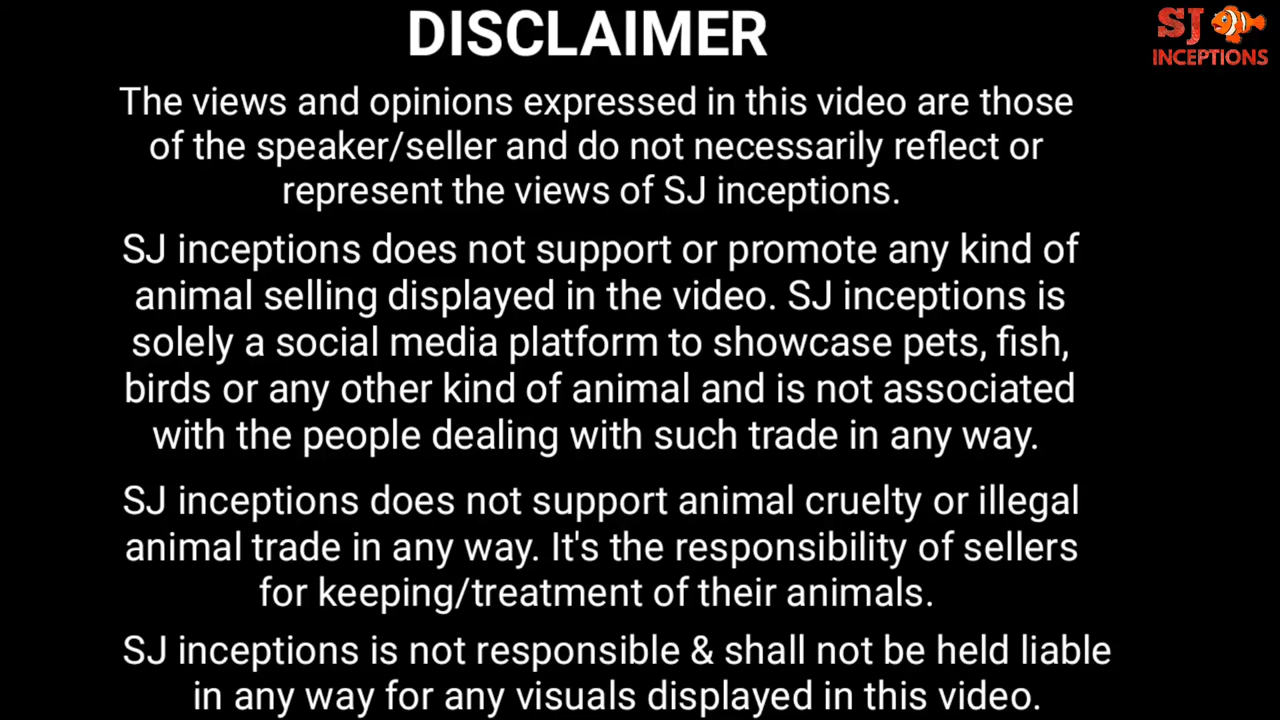 DISCLAIMER
SJ
INCEPTIONS
The views and opinions expressed in this video are those
of the speaker/seller and do not necessarily reflect or
represent the views of SJ inceptions.
SJ inceptions does not support or promote any kind of
animal selling displayed in the video. SJ inceptions is
solely a social media platform to showcase pets, fish,
birds or any other kind of animal and is not associated
with the people dealing with such trade in any way.
SJ inceptions does not support animal cruelty or illegal
animal trade in any way. It's the responsibility of sellers
for keeping/treatment of their animals.
SJ inceptions is not responsible & shall not be held liable
in any way for any visuals displayed in this video.